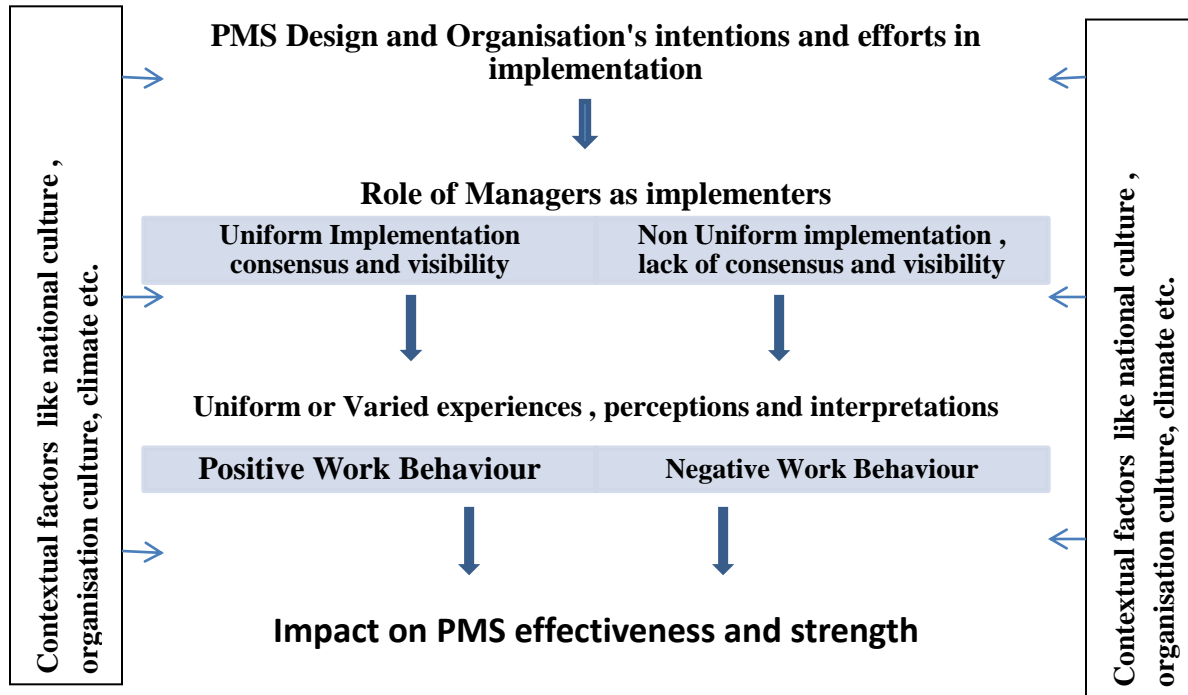 Contextual factors like national culture ,
organisation culture, climate etc.
PMS Design and Organisation's intentions and efforts in
implementation
Role of Managers as implementers
Uniform Implementation
consensus and visibility
Non Uniform implementation ,
lack of consensus and visibility
Uniform or Varied experiences , perceptions and interpretations
Positive Work Behaviour
Negative Work Behaviour
Impact on PMS effectiveness and strength
Contextual factors like national culture ,
organisation culture, climate etc.